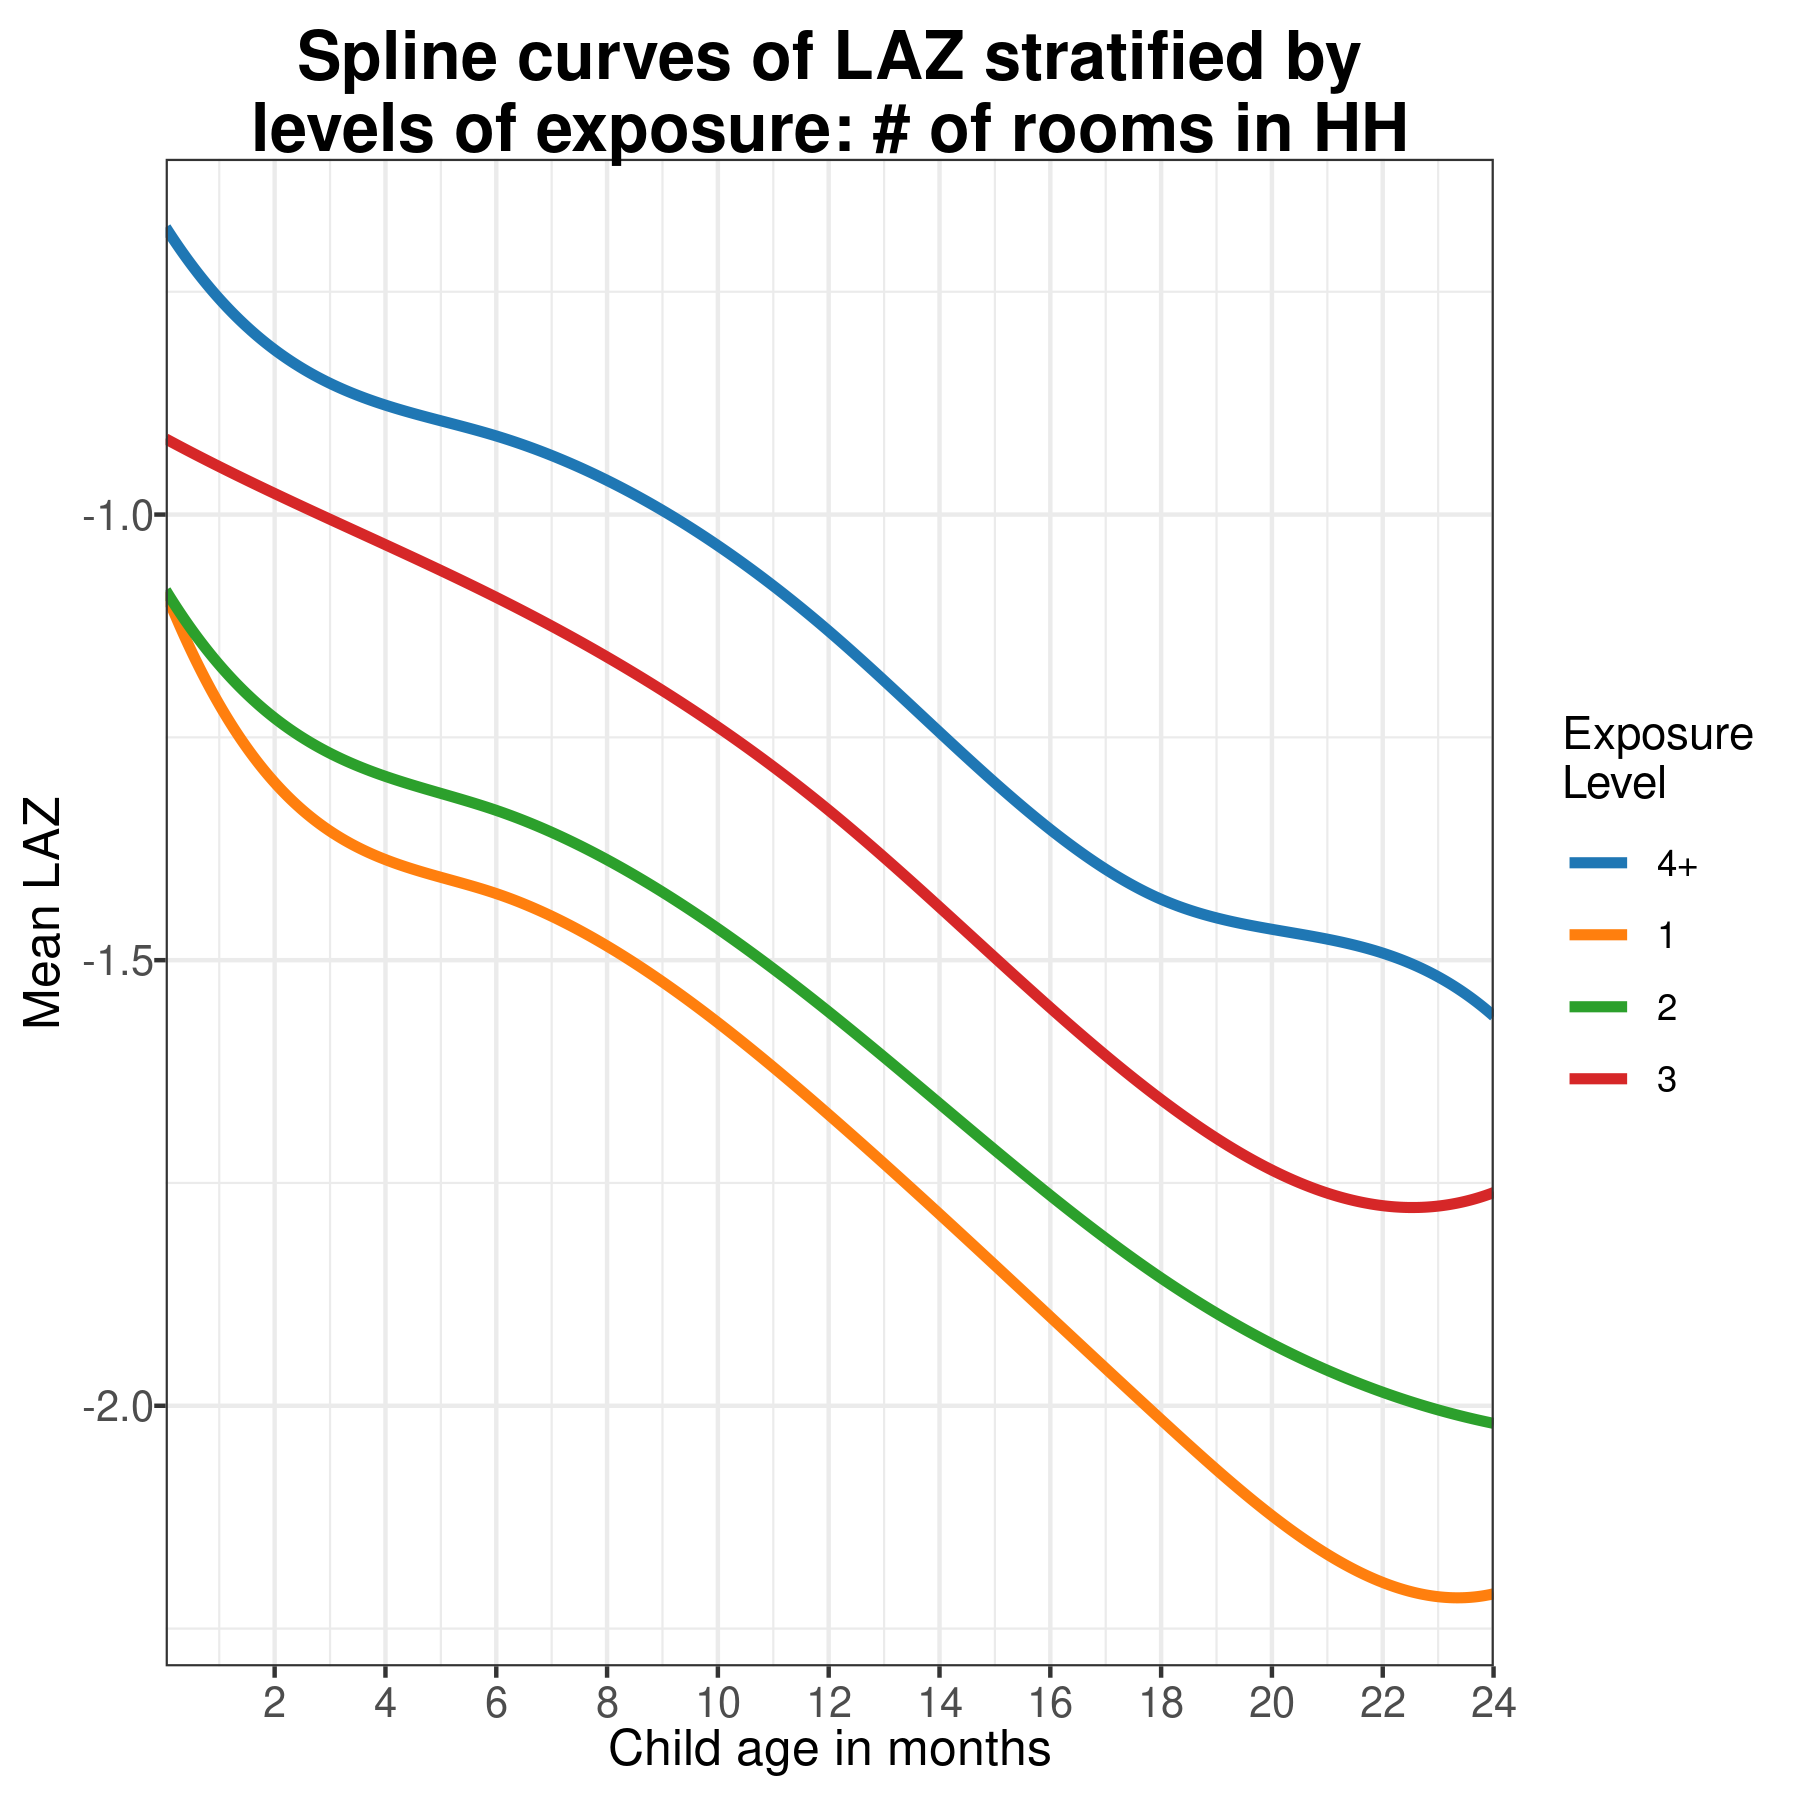 Spline curves of LAZ stratified by
levels of exposure: # of rooms in HH
Mean LAZ
-1.0
-1.5
-2.0
2 4 6 8 10 12 14 16 18 20 22 24
Child age in months
Exposure
Level
4+
1
2
3